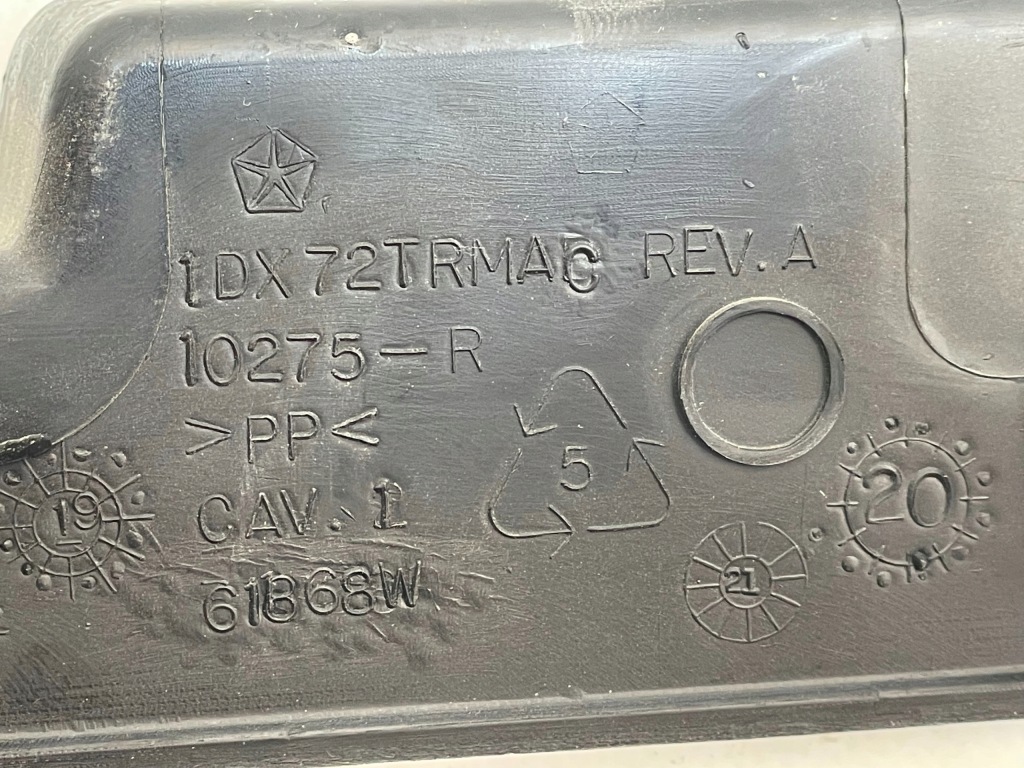 1DX72TRMAC REV. A
10275-R
>PP<
5
CAV. 1
19
20
21
61868W